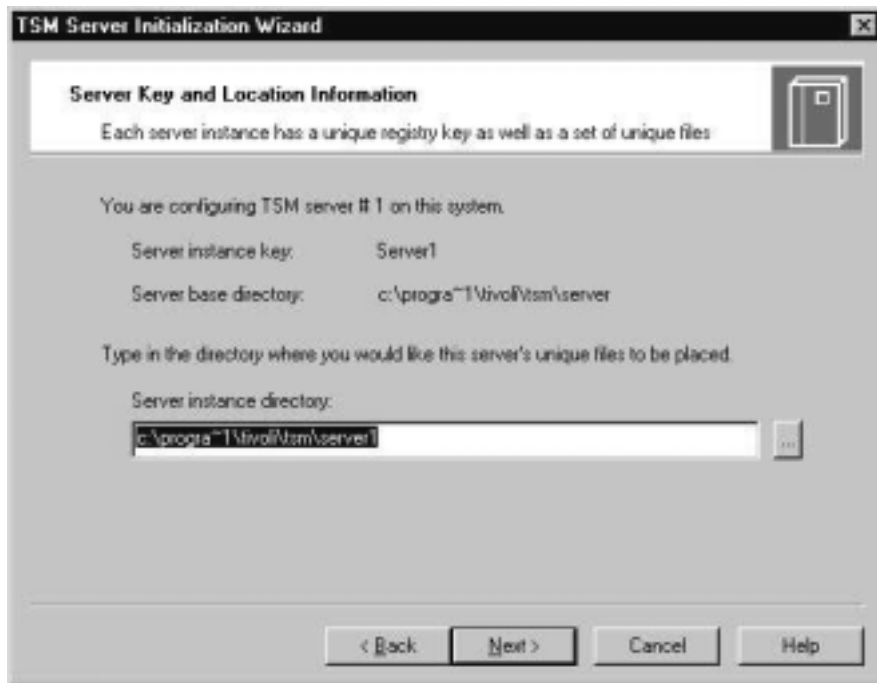 TSM Server Initialization Wizard
Server Key and Location Information
Each server instance has a unique registry key as well as a set of unique files
You are configuring TSM server # 1 on this system.
Server instance key: Server1
Server base directory: c:\progra~1\tivoli\tsm\server
Type in the directory where you would like this server's unique files to be placed.
Server instance directory:
c:\progra~1\tivoli\tsm\server1
...
< Back Next > Cancel Help